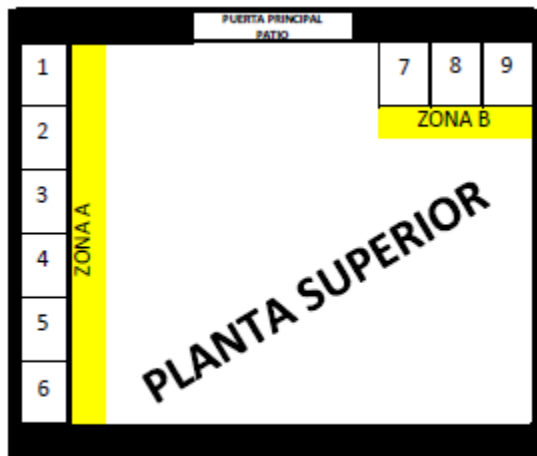 PUERTA PRINCIPAL
PATIO
1
7 8 9
2
ZONA B
3
ZONA A
4
PLANTA SUPERIOR
5
6